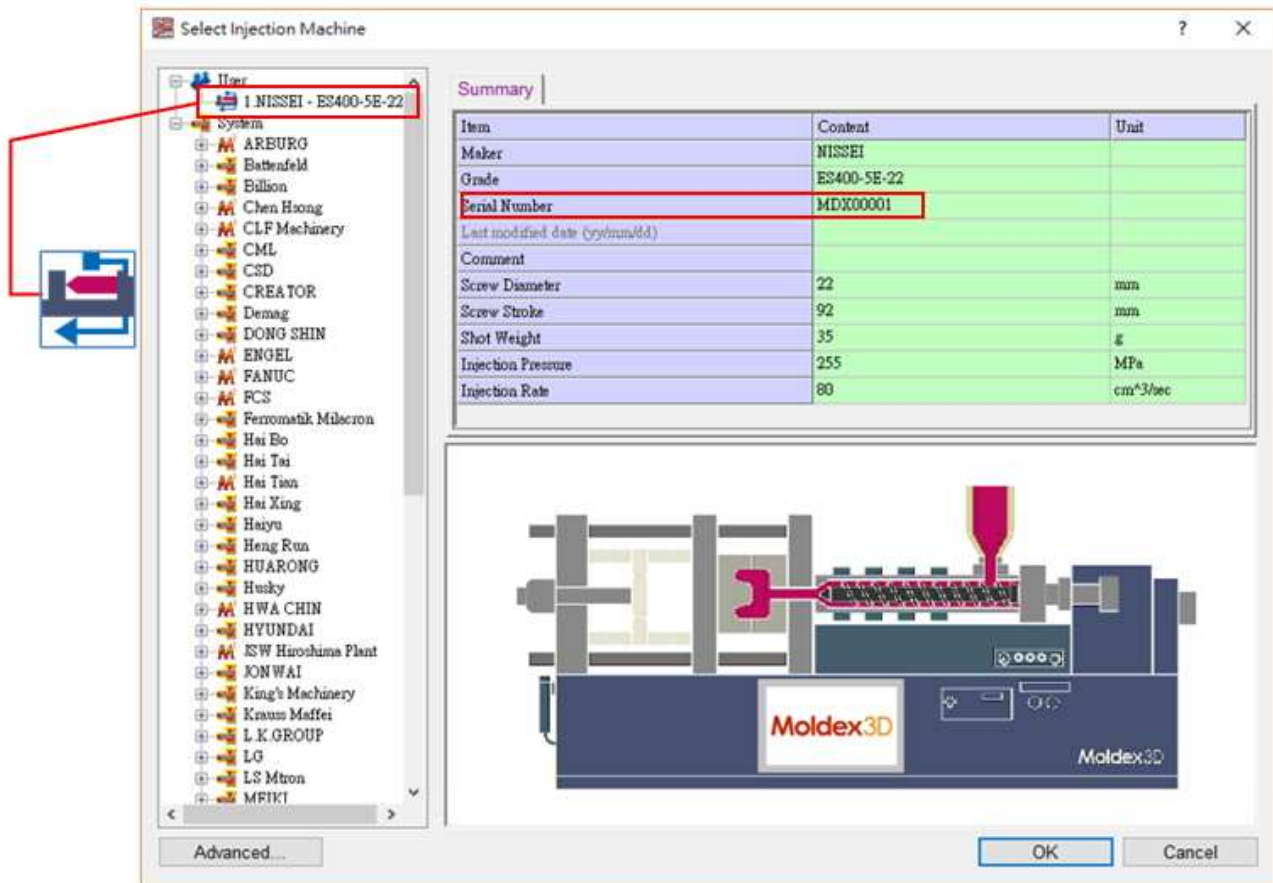 Select Injection Machine
?
User
1.NISSEI - ES400-5E-22
System
ARBURG
Battenfeld
Billion
Chen Hsong
CLF Machinery
CML
CSD
CREATOR
Demag
DONG SHIN
ENGEL
FANUC
FCS
Ferromatik Milacron
Hai Bo
Hai Tai
Hai Tian
Hai Xing
Haiyu
Heng Run
HUARONG
Husky
HWA CHIN
HYUNDAI
JSW Hiroshima Plant
JON WAI
King's Machinery
Krauss Maffei
L.K.GROUP
LG
LS Mtron
MEIKI
Summary
Item Content Unit
Maker NISSEI
Grade ES400-5E-22
Serial Number MDX00001
Last modified date (yy/mm/dd)
Comment
Screw Diameter 22 mm
Screw Stroke 92 mm
Shot Weight 35 g
Injection Pressure 255 MPa
Injection Rate 80 cm^3/sec
Moldex3D
Moldex3D
Advanced...
OK
Cancel